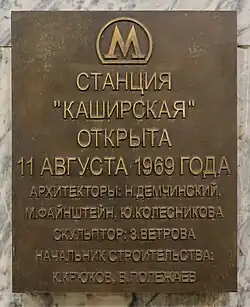 М
СТАНЦИЯ
"КАШИРСКАЯ"
ОТКРЫТА
11 АВГУСТА 1969 ГОДА
АРХИТЕКТОРЫ: Н.ДЕМЧИНСКИЙ,
М.ФАЙНШТЕЙН, Ю.КОЛЕСНИКОВА
СКУЛЬПТОР: З.ВЕТРОВА
НАЧАЛЬНИК СТРОИТЕЛЬСТВА:
К.КРЮКОВ, В.ПОЛЕЖАЕВ